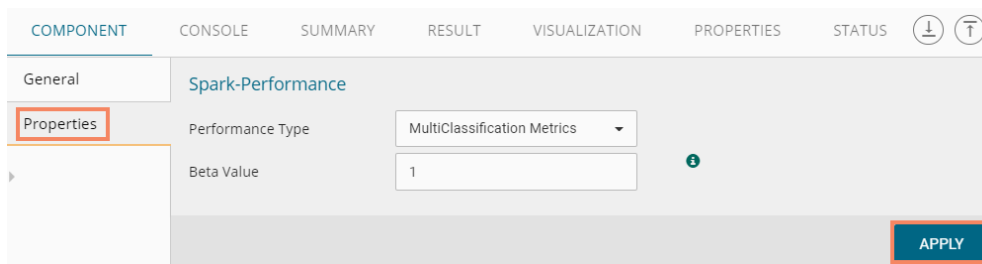 COMPONENT CONSOLE SUMMARY RESULT VISUALIZATION PROPERTIES STATUS
General
Spark-Performance
Properties
Performance Type MultiClassification Metrics
Beta Value 1
APPLY